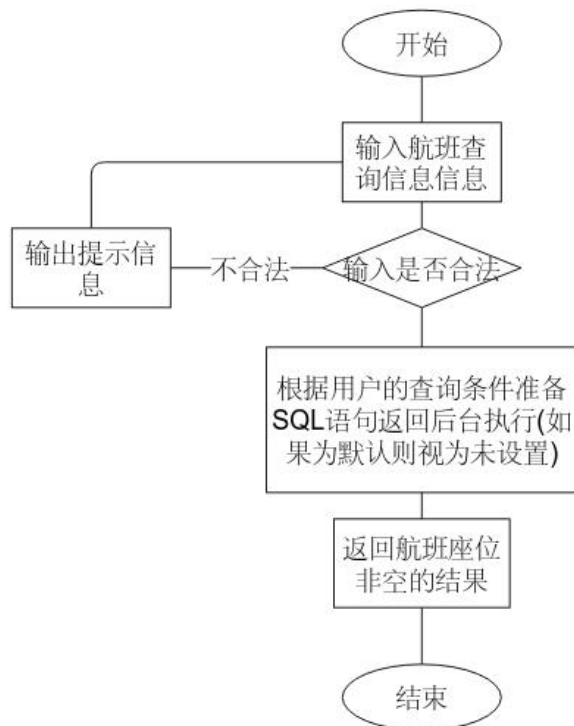 开始
输入航班查
询信息信息
输出提示信
息
不合法
输入是否合法
根据用户的查询条件准备
SQL语句返回后台执行(如
果为默认则视为未设置)
返回航班座位
非空的结果
结束